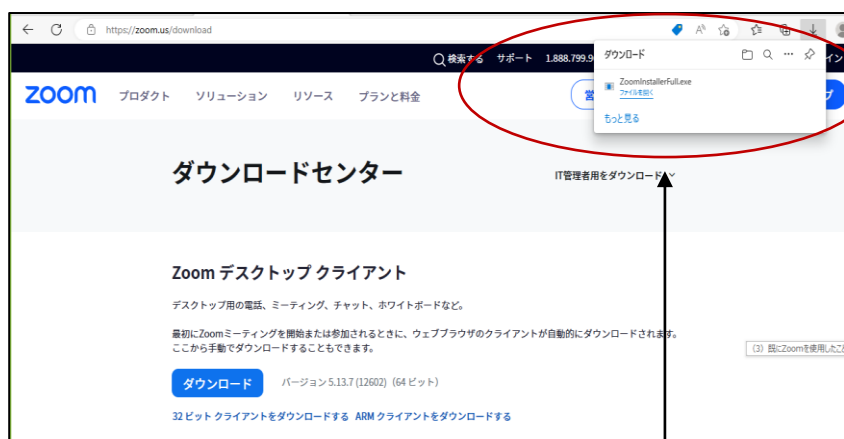 https://zoom.us/download
検索する サポート 1.888.799.9
イン
ダウンロード
ZoomInstallerFull.exe
ファイルを開く
もっと見る
zoom プロダクト ソリューション リソース プランと料金
営
プ
ダウンロードセンター
IT管理者用をダウンロード
Zoom デスクトップ クライアント
デスクトップ用の電話、ミーティング、チャット、ホワイトボードなど。
最初にZoomミーティングを開始または参加されるときに、ウェブブラウザのクライアントが自動的にダウンロードされます。
ここから手動でダウンロードすることもできます。
(3) 既にZoomを使用したこ
ダウンロード バージョン 5.13.7 (12602) (64 ビット)
32 ビット クライアントをダウンロードする ARM クライアントをダウンロードする